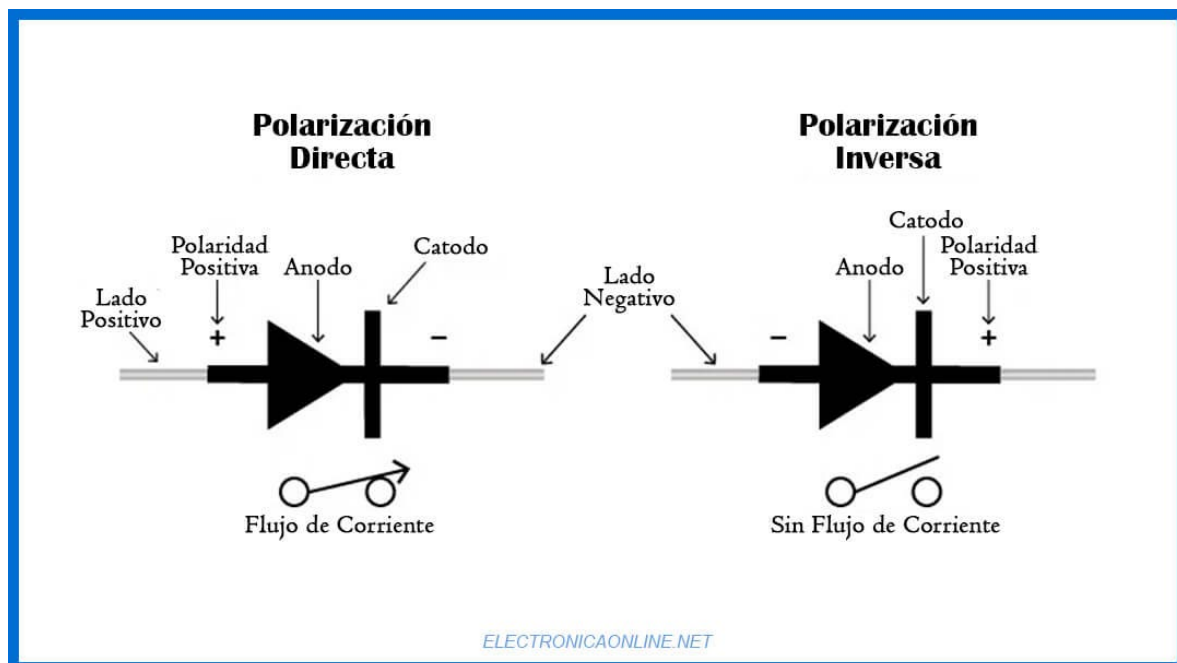 Polarización
Directa
Polaridad
Positiva
Anodo
Catodo
Lado
Positivo
+
-
Flujo de Corriente
Lado
Negativo
Polarización
Inversa
Catodo
Anodo
Polaridad
Positiva
-
+
Sin Flujo de Corriente
ELECTRONICAONLINE.NET